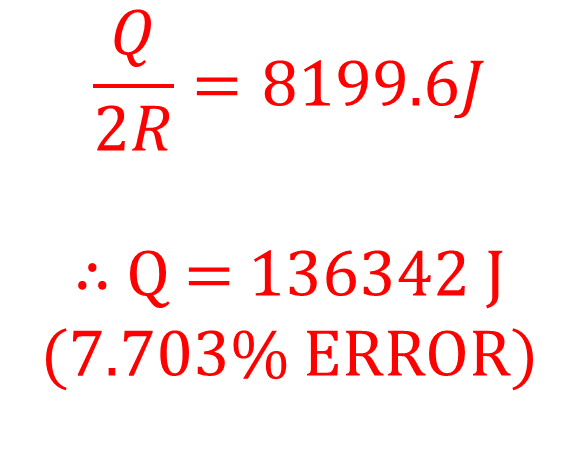 Q/2R = 8199.6J
∴ Q = 136342 J
(7.703% ERROR)